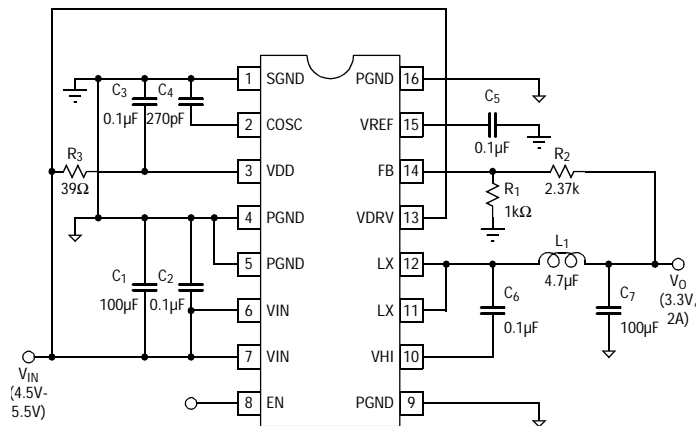 1 SGND PGND 16
C3 C4 C5
0.1µF 270pF
2 COSC VREF 15
0.1µF
R3 R2
39Ω 3 VDD FB 14
2.37k
R1
1kΩ
4 PGND VDRV 13
L1
5 PGND LX 12
4.7µF
C1 C2
100µF 0.1µF
C6 C7
0.1µF 100µF
VO
(3.3V,
2A)
6 VIN LX 11
7 VIN VHI 10
VIN
(4.5V-
5.5V)
8 EN PGND 9